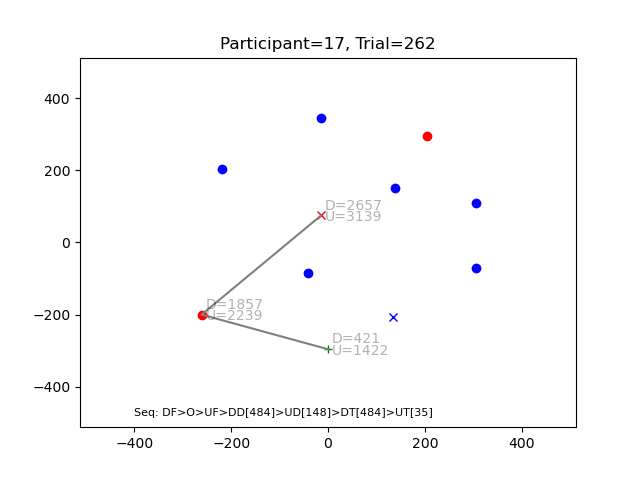 Participant=17, Trial=262
400
200
0
−200
−400
D=2657
U=3139
D=1857
U=2239
D=421
U=1422
Seq: DF>O>UF>DD[484]>UD[148]>DT[484]>UT[35]
−400 −200 0 200 400